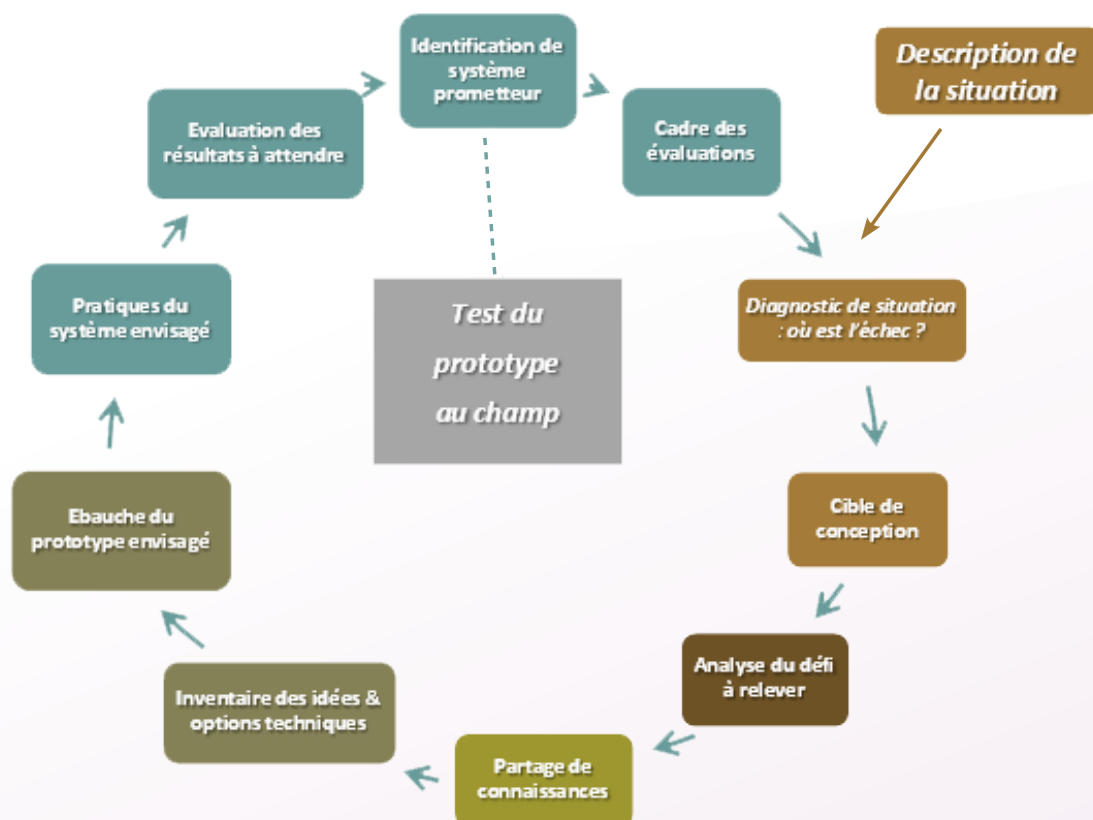 Identification de
système
prometteur
Description de
la situation
Evaluation des
résultats à attendre
Cadre des
évaluations
Pratiques du
système envisagé
Test du
prototype
au champ
Diagnostic de situation
: où est l'échec ?
Ebauche du
prototype envisagé
Cible de
conception
Analyse du défi
à relever
Inventaire des idées &
options techniques
Partage de
connaissances